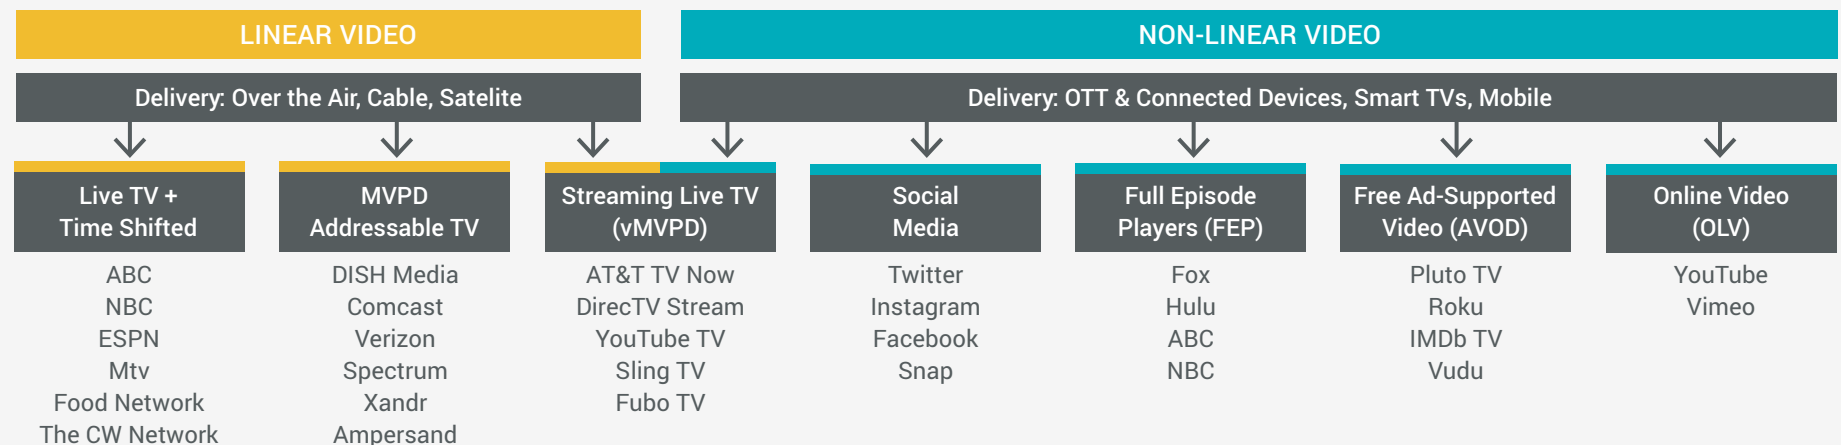 LINEAR VIDEO
NON-LINEAR VIDEO
Delivery: Over the Air, Cable, Satelite
Delivery: OTT & Connected Devices, Smart TVs, Mobile
Live TV +
Time Shifted
ABC
NBC
ESPN
Mtv
Food Network
The CW Network
MVPD
Addressable TV
DISH Media
Comcast
Verizon
Spectrum
Xandr
Ampersand
Streaming Live TV
(vMVPD)
AT&T TV Now
DirecTV Stream
YouTube TV
Sling TV
Fubo TV
Social
Media
Twitter
Instagram
Facebook
Snap
Full Episode
Players (FEP)
Fox
Hulu
ABC
NBC
Free Ad-Supported
Video (AVOD)
Pluto TV
Roku
IMDb TV
Vudu
Online Video
(OLV)
YouTube
Vimeo